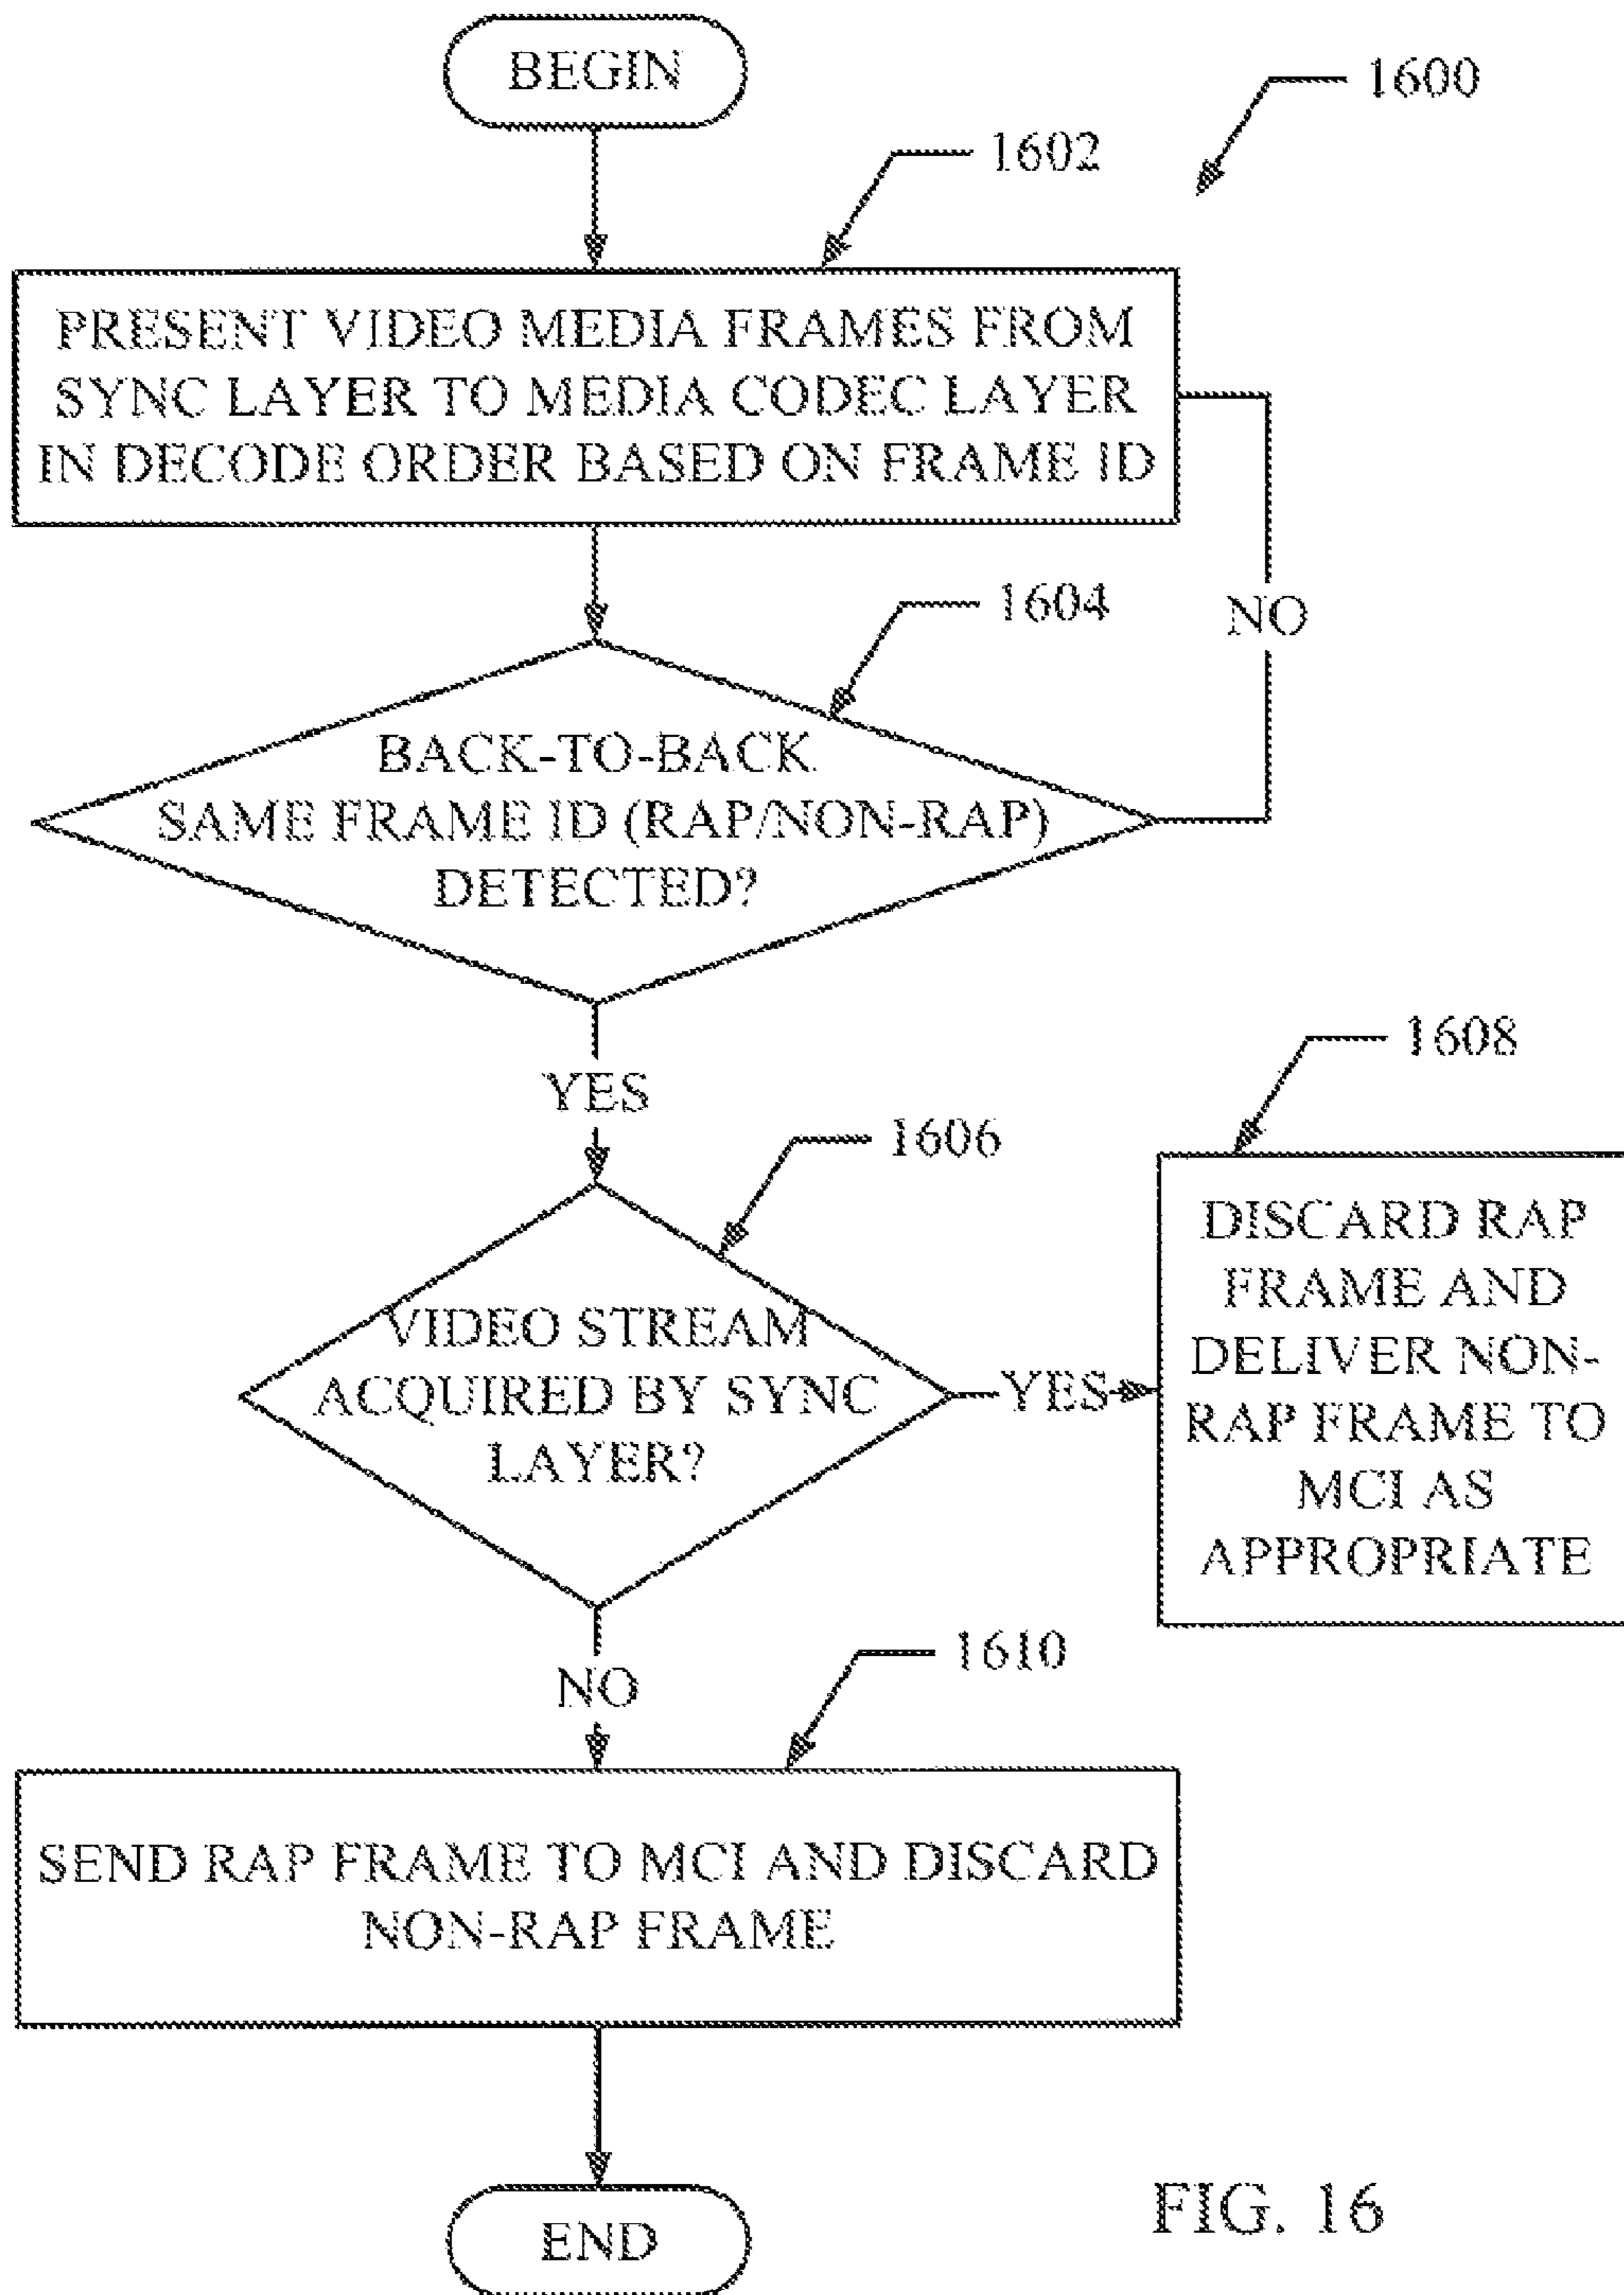 BEGIN
1600
1602
PRESENT VIDEO MEDIA FRAMES FROM
SYNC LAYER TO MEDIA CODEC LAYER
IN DECODE ORDER BASED ON FRAME ID
1604
NO
BACK-TO-BACK
SAME FRAME ID (RAP/NON-RAP)
DETECTED?
YES
1606
VIDEO STREAM
ACQUIRED BY SYNC
LAYER?
YES
1608
DISCARD RAP
FRAME AND
DELIVER NON-
RAP FRAME TO
MCI AS
APPROPRIATE
NO
1610
SEND RAP FRAME TO MCI AND DISCARD
NON-RAP FRAME
END
FIG. 16